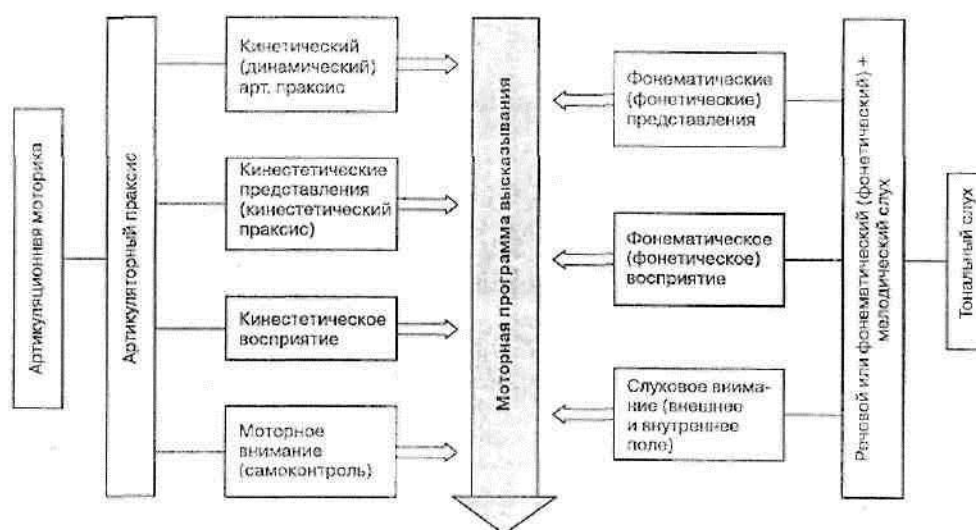 Артикуляционная моторика
Артикуляторный праксис
Кинетический
(динамический)
арт. праксис
Кинестетические
представления
(кинестетический
праксис)
Кинестетическое
восприятие
Моторное
внимание
(самоконтроль)
Моторная программа высказывания
Фонематические
(фонетические)
представления
Фонематическое
(фонетическое)
восприятие
Слуховое внима-
ние (внешнее
и внутреннее
поле)
Речевой или фонематический (фонетический) +
мелодический слух
Тональный слух